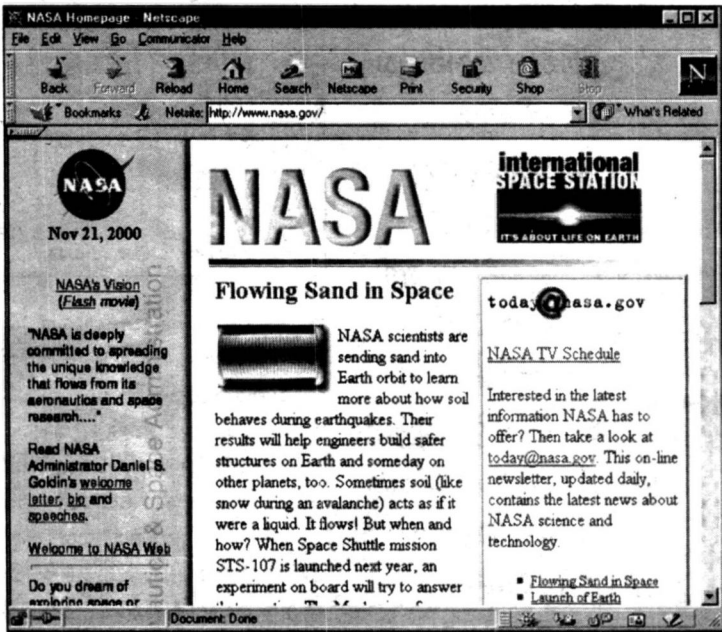 NASA Homepage - Netscape
File Edit View Go Communicator Help
Back Forward Reload Home Search Netscape Print Security Shop Stop
N
Bookmarks Netsite: http://www.nasa.gov/ What's Related
NASA
Nov 21, 2000
NASA's Vision
(Flash movie)
"NASA is deeply
committed to spreading
the unique knowledge
that flows from its
aeronautics and space
research...."
Read NASA
Administrator Daniel S.
Goldin's welcome
letter, bio and
speeches.
Welcome to NASA Web
Do you dream of
exploring space or
NASA
international
SPACE STATION
IT'S ABOUT LIFE ON EARTH
Flowing Sand in Space
NASA scientists are
sending sand into
Earth orbit to learn
more about how soil
behaves during earthquakes. Their
results will help engineers build safer
structures on Earth and someday on
other planets, too. Sometimes soil (like
snow during an avalanche) acts as if it
were a liquid. It flows! But when and
how? When Space Shuttle mission
STS-107 is launched next year, an
experiment on board will try to answer
today@nasa.gov
NASA TV Schedule
Interested in the latest
information NASA has to
offer? Then take a look at
today@nasa.gov. This on-line
newsletter, updated daily,
contains the latest news about
NASA science and
technology.
Flowing Sand in Space
Launch of Earth
Document: Done